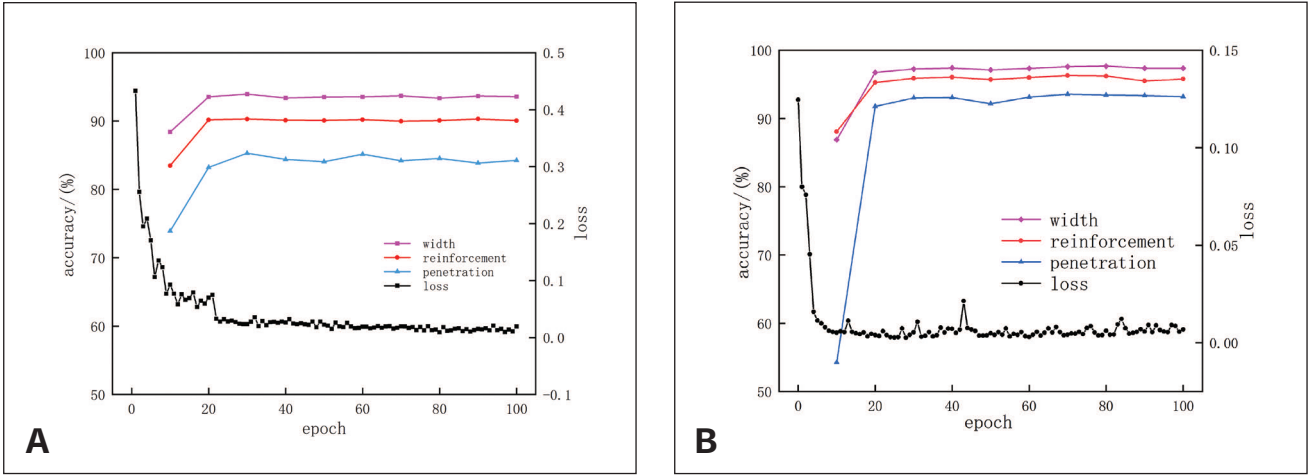 100
90
80
70
60
50
accuracy/(%)
0.5
0.4
0.3
0.2
0.1
0.0
-0.1
loss
width
reinforcement
penetration
loss
0
20
40
60
80
100
epoch
A
100
90
80
70
60
50
accuracy/(%)
0.15
0.10
0.05
0.00
loss
width
reinforcement
penetration
loss
0
20
40
60
80
100
epoch
B